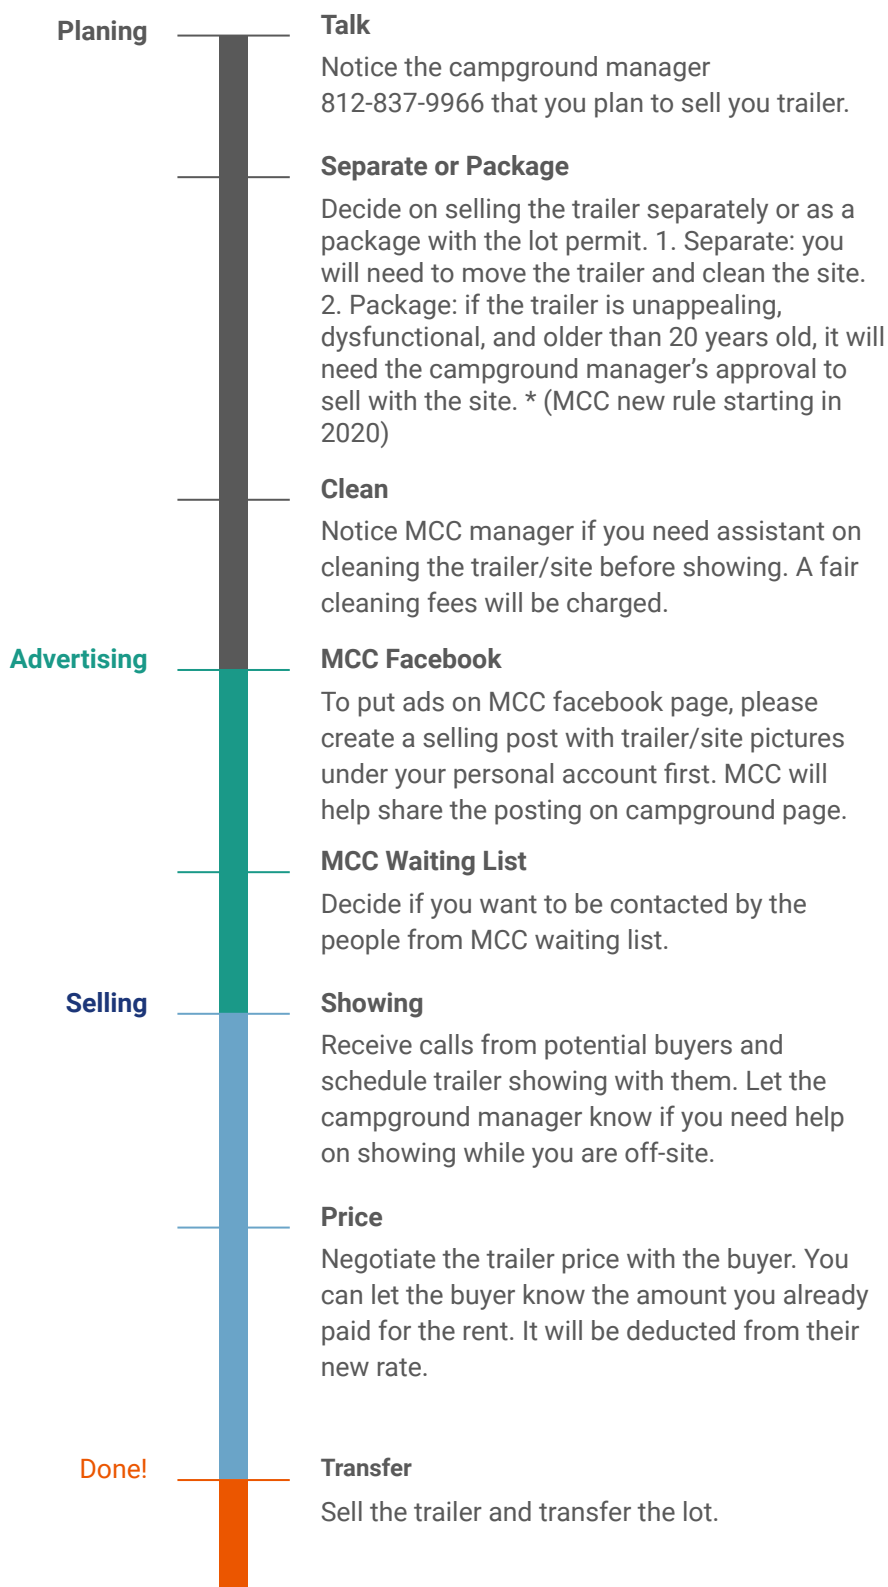 Planing
Talk
Notice the campground manager
812-837-9966 that you plan to sell you trailer.
Separate or Package
Decide on selling the trailer separately or as a
package with the lot permit. 1. Separate: you
will need to move the trailer and clean the site.
2. Package: if the trailer is unappealing,
dysfunctional, and older than 20 years old, it will
need the campground manager’s approval to
sell with the site. * (MCC new rule starting in
2020)
Clean
Notice MCC manager if you need assistant on
cleaning the trailer/site before showing. A fair
cleaning fees will be charged.
Advertising
MCC Facebook
To put ads on MCC facebook page, please
create a selling post with trailer/site pictures
under your personal account first. MCC will
help share the posting on campground page.
MCC Waiting List
Decide if you want to be contacted by the
people from MCC waiting list.
Selling
Showing
Receive calls from potential buyers and
schedule trailer showing with them. Let the
campground manager know if you need help
on showing while you are off-site.
Price
Negotiate the trailer price with the buyer. You
can let the buyer know the amount you already
paid for the rent. It will be deducted from their
new rate.
Done!
Transfer
Sell the trailer and transfer the lot.